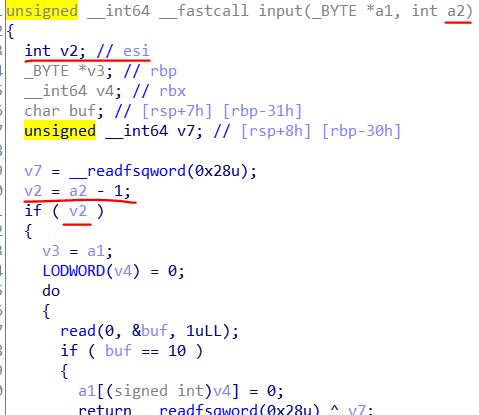 unsigned __int64 __fastcall input(_BYTE *a1, int a2)
{
int v2; // esi
_BYTE *v3; // rbp
__int64 v4; // rbx
char buf; // [rsp+7h] [rbp-31h]
unsigned __int64 v7; // [rsp+8h] [rbp-30h]
v7 = __readfsqword(0x28u);
v2 = a2 - 1;
if ( v2 )
{
v3 = a1;
LODWORD(v4) = 0;
do
{
read(0, &buf, 1uLL);
if ( buf == 10 )
{
a1[(signed int)v4] = 0;
return __readfsqword(0x28u) ^ v7;